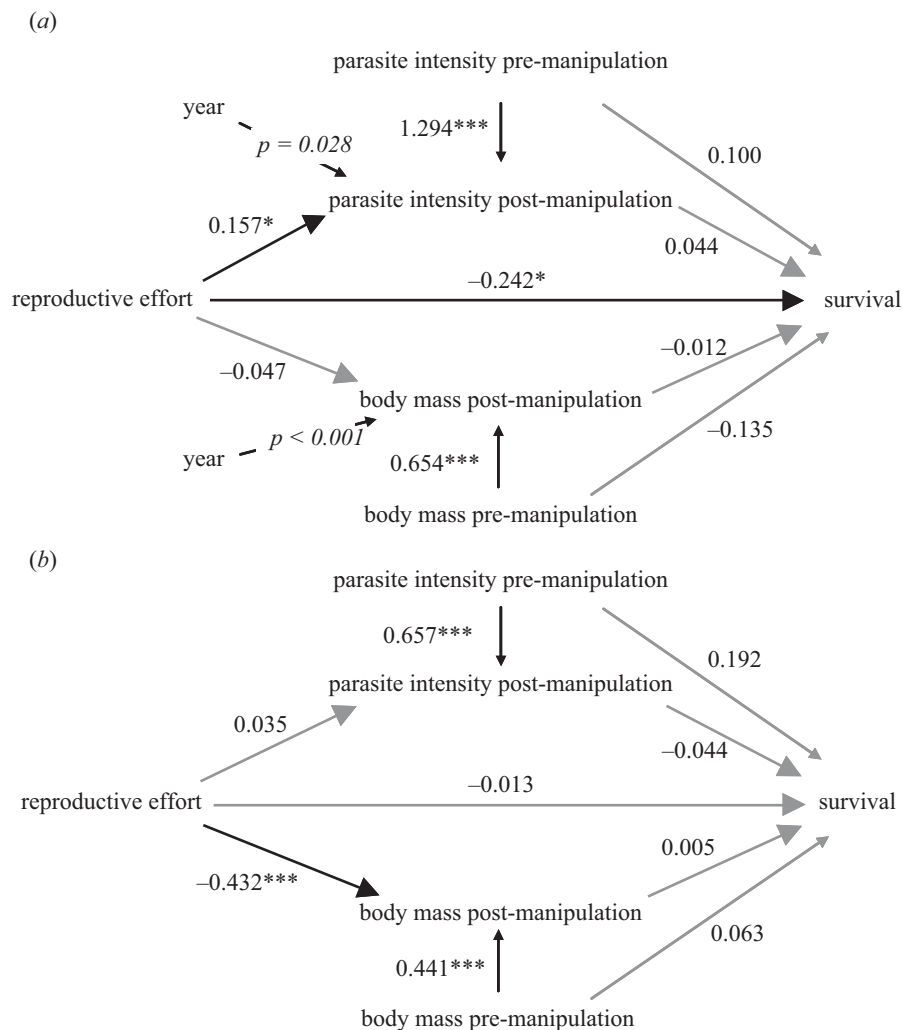 (a)
parasite intensity pre-manipulation
year
1.294***
p = 0.028
0.100
parasite intensity post-manipulation
0.157*
0.044
–0.242*
reproductive effort
survival
–0.047
–0.012
body mass post-manipulation
p < 0.001
–0.135
year
0.654***
body mass pre-manipulation
(b)
parasite intensity pre-manipulation
0.657***
0.192
parasite intensity post-manipulation
0.035
–0.044
–0.013
reproductive effort
survival
0.005
–0.432***
body mass post-manipulation
0.063
0.441***
body mass pre-manipulation